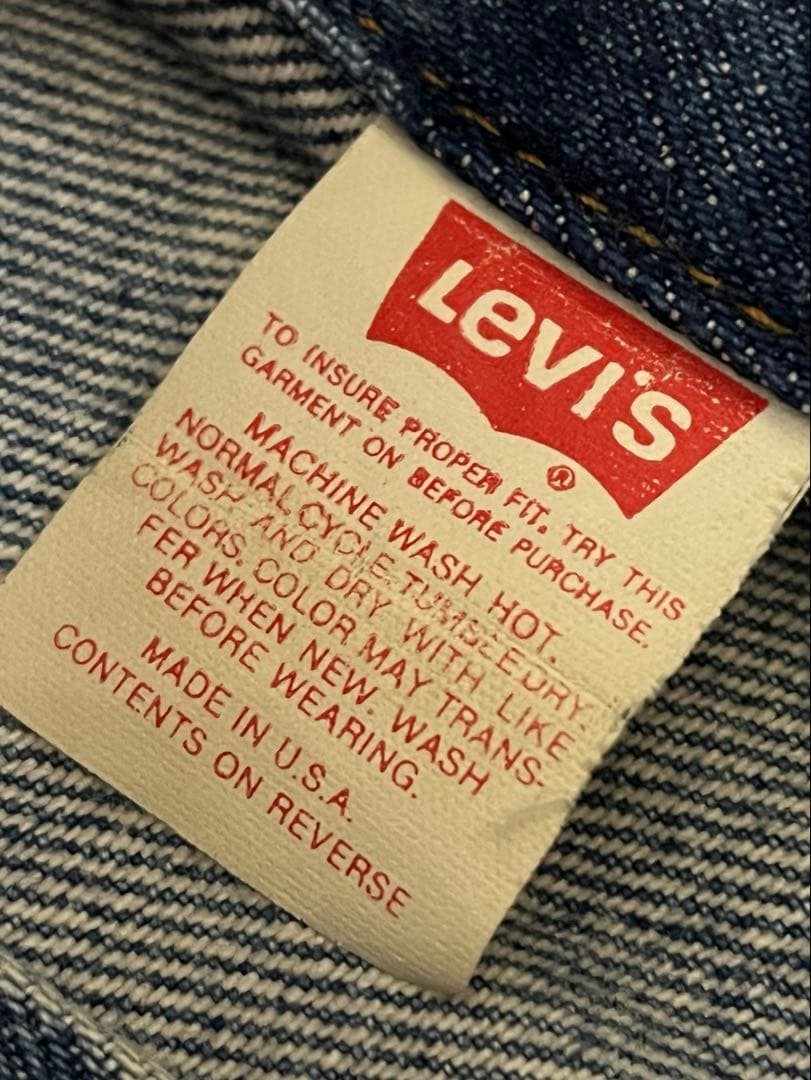 LEVI'S
®
TO INSURE PROPER FIT. TRY THIS
GARMENT ON BEFORE PURCHASE.
MACHINE WASH HOT.
NORMAL CYCLE. TUMBLE DRY.
WASH AND DRY WITH LIKE
COLORS. COLOR MAY TRANS-
FER WHEN NEW. WASH
BEFORE WEARING.
MADE IN U.S.A.
CONTENTS ON REVERSE